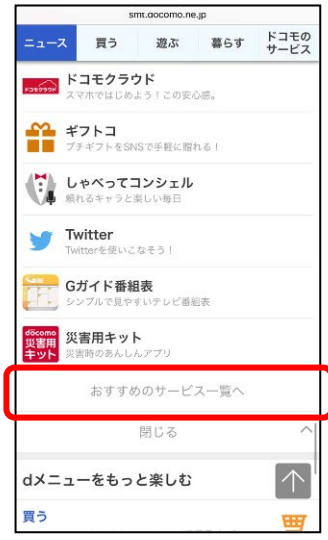 smt.docomo.ne.jp
ニュース
買う
遊ぶ
暮らす
ドコモの
サービス
ドコモクラウド
スマホではじめよう！この安心感。
ギフトコ
プチギフトをSNSで手軽に贈れる！
しゃべってコンシェル
頼れるキャラと楽しい毎日
Twitter
Twitterを使いこなそう！
Gガイド番組表
シンプルで見やすいテレビ番組表
döcomo
災害用
キット
災害用キット
災害時のあんしんアプリ
おすすめのサービス一覧へ
閉じる
dメニューをもっと楽しむ
買う